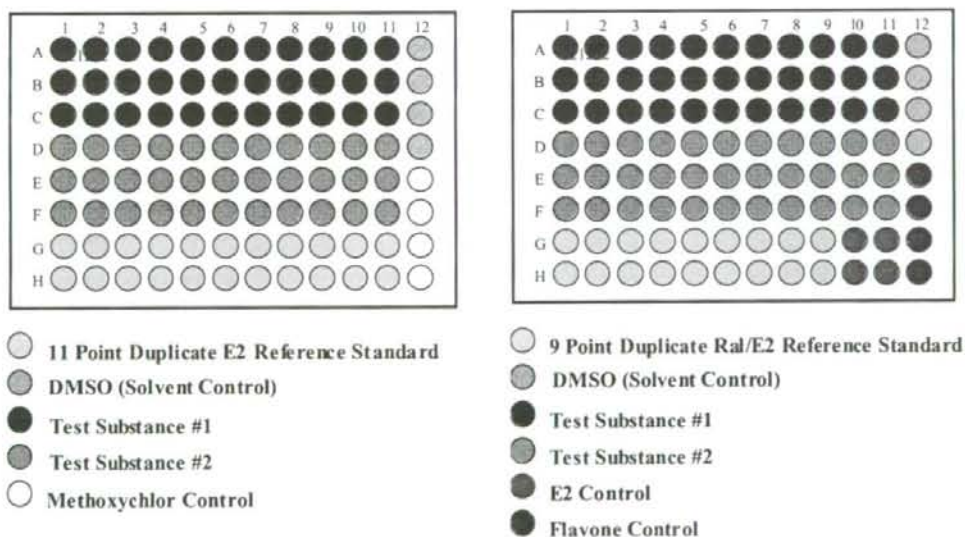 1 2 3 4 5 6 7 8 9 10 11 12
A
B
C
D
E
F
G
H
11 Point Duplicate E2 Reference Standard
DMSO (Solvent Control)
Test Substance #1
Test Substance #2
Methoxychlor Control
1 2 3 4 5 6 7 8 9 10 11 12
A
B
C
D
E
F
G
H
9 Point Duplicate Ral/E2 Reference Standard
DMSO (Solvent Control)
Test Substance #1
Test Substance #2
E2 Control
Flavone Control